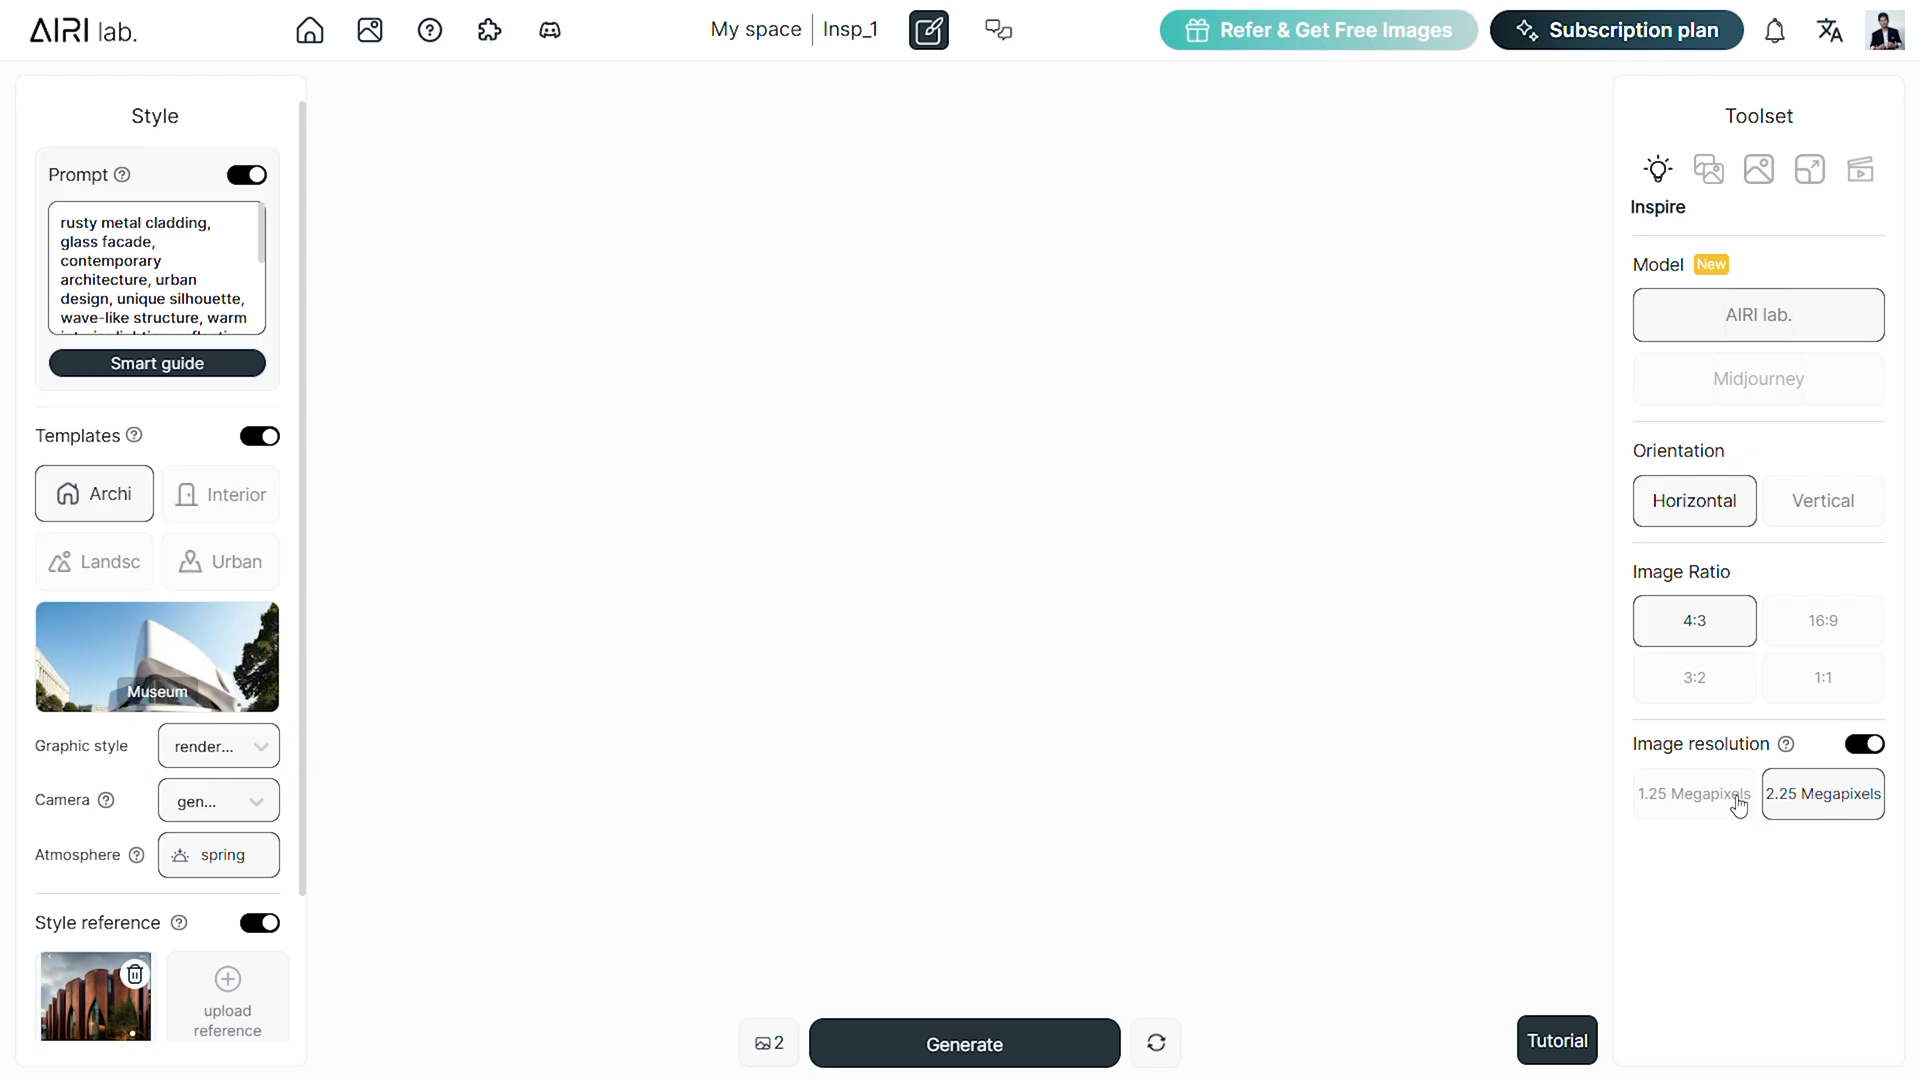 AIRI lab.
My space
Insp_1
Refer & Get Free Images
Subscription plan
Style
Prompt
rusty metal cladding,
glass facade,
contemporary
architecture, urban
design, unique silhouette,
wave-like structure, warm
Smart guide
Templates
Archi
Interior
Landsc
Urban
Museum
Graphic style
render...
Camera
gen...
Atmosphere
spring
Style reference
upload
reference
2
Generate
Tutorial
Toolset
Inspire
Model New
AIRI lab.
Midjourney
Orientation
Horizontal
Vertical
Image Ratio
4:3
16:9
3:2
1:1
Image resolution
1.25 Megapixels
2.25 Megapixels